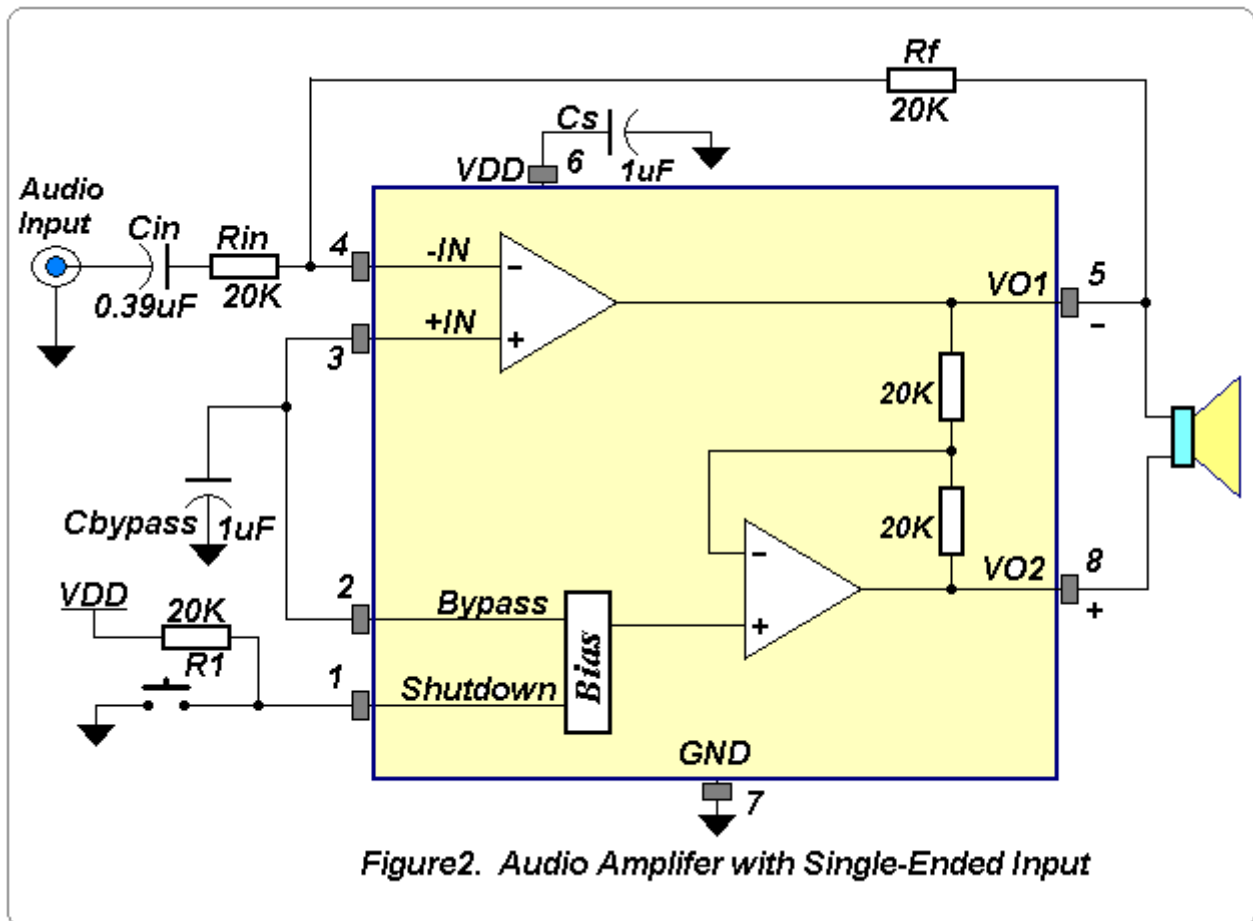 Rf
20K
Cs
1uF
VDD
6
Audio
Input
Cin
Rin
0.39uF
20K
4
-IN
−
+IN
+
3
VO1
5
−
20K
20K
Cbypass
1uF
VDD
20K
R1
2
Bypass
1
Shutdown
Bias
−
+
VO2
8
+
GND
7
Figure2. Audio Amplifer with Single-Ended Input